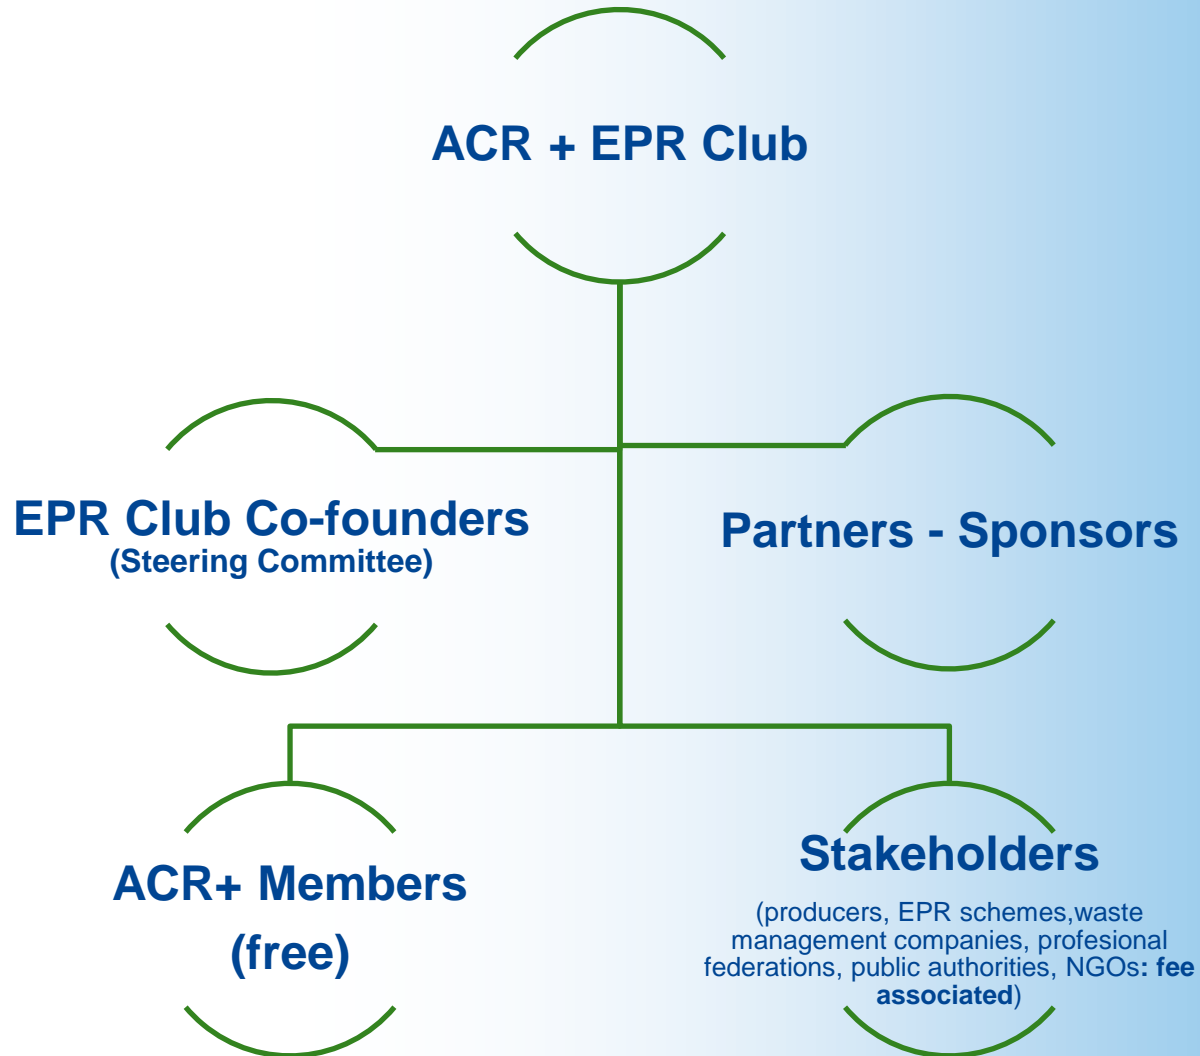 ACR + EPR Club
EPR Club Co-founders
(Steering Committee)
Partners - Sponsors
ACR+ Members
(free)
Stakeholders
(producers, EPR schemes,waste
management companies, profesional
federations, public authorities, NGOs: fee
associated)